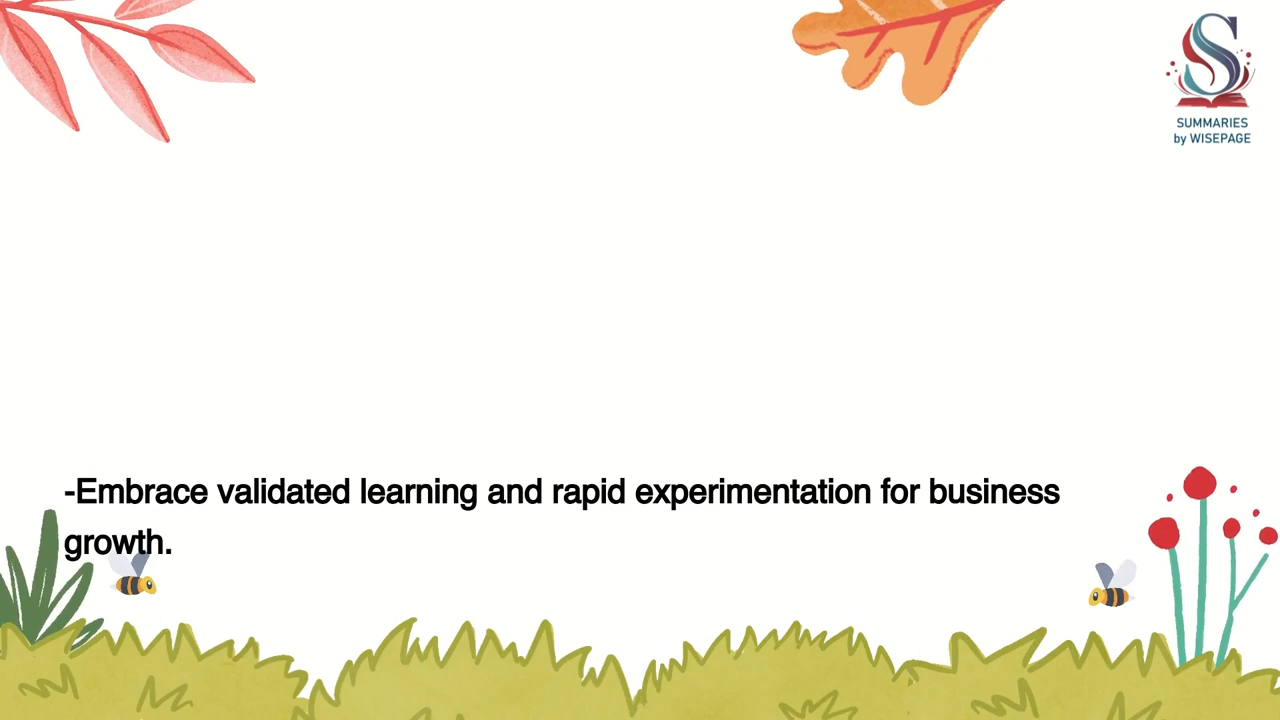 SUMMARIES
by WISEPAGE
-Embrace validated learning and rapid experimentation for business
growth.